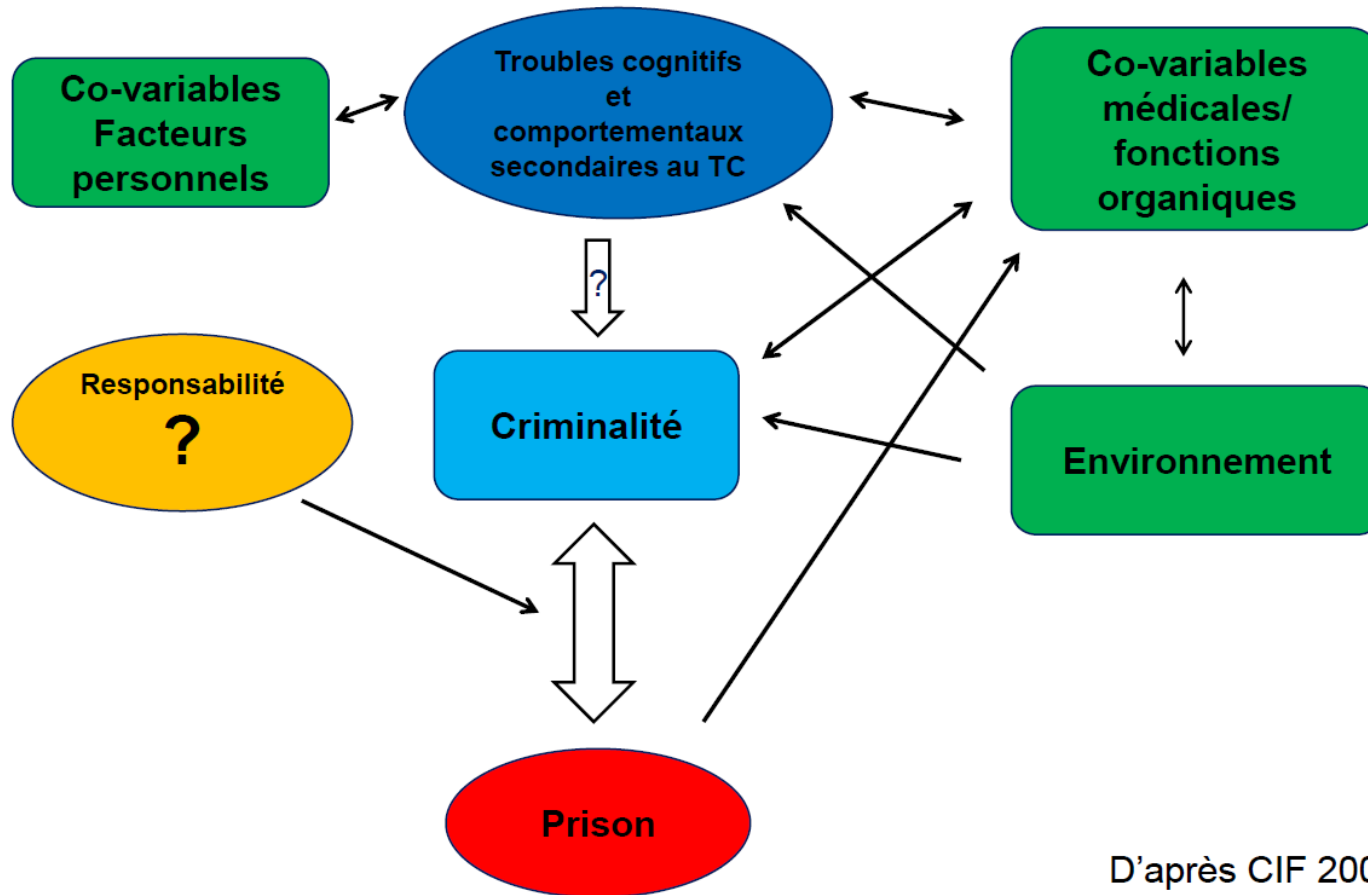 Co-variables
Facteurs
personnels
Troubles cognitifs
et
comportementaux
secondaires au TC
Co-variables
médicales/
fonctions
organiques
?
Responsabilité
?
Criminalité
Environnement
Prison
D'après CIF 200